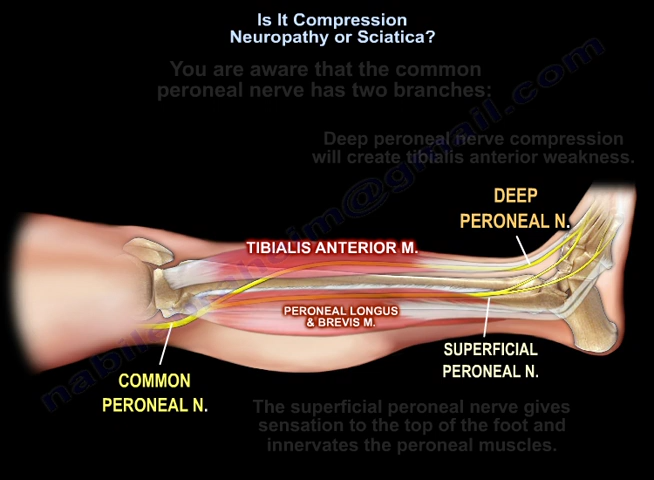 Is It Compression
Neuropathy or Sciatica?
You are aware that the common
peroneal nerve has two branches:
Deep peroneal nerve compression
will create tibialis anterior weakness.
DEEP
PERONEAL N.
TIBIALIS ANTERIOR M.
PERONEAL LONGUS
& BREVIS M.
SUPERFICIAL
PERONEAL N.
COMMON
PERONEAL N.
The superficial peroneal nerve gives
sensation to the top of the foot and
innervates the peroneal muscles.